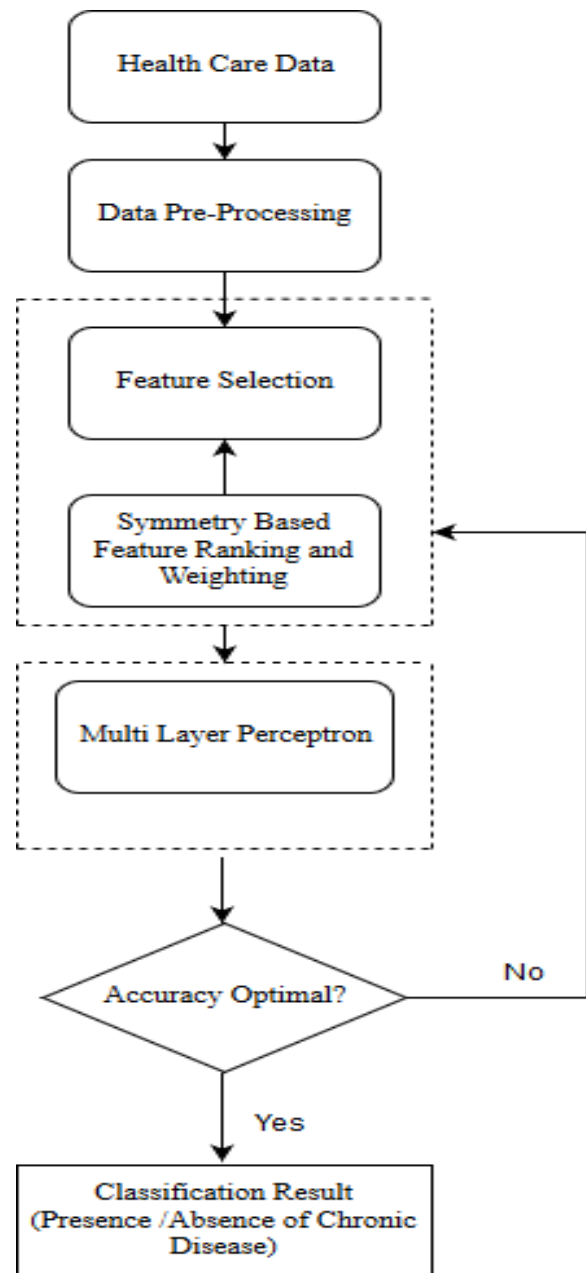 Health Care Data
Data Pre-Processing
Feature Selection
Symmetry Based
Feature Ranking and
Weighting
Multi Layer Perceptron
Accuracy Optimal?
No
Yes
Classification Result
(Presence /Absence of Chronic
Disease)